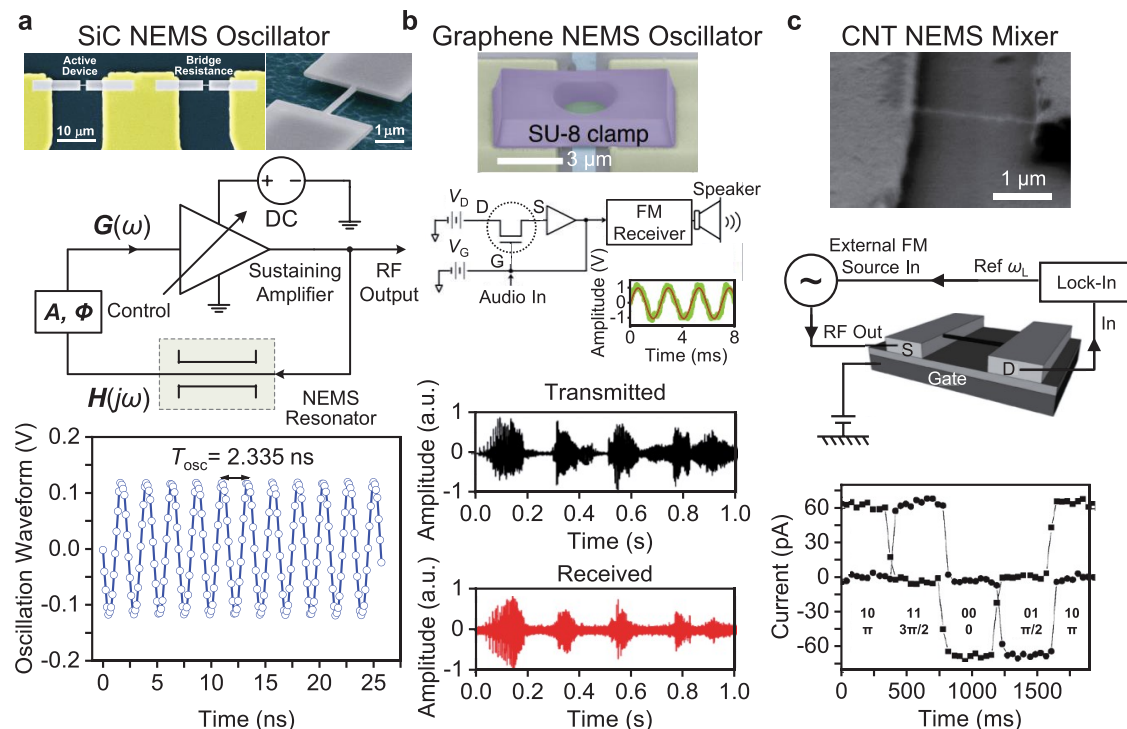 a
SiC NEMS Oscillator
Active
Device
Bridge
Resistance
10 μm
1 μm
G(ω)
+ −
DC
Sustaining
Amplifier
RF
Output
A, Φ
Control
H(jω)
NEMS
Resonator
Oscillation Waveform (V)
0.2
0.1
0.0
-0.1
-0.2
Tosc = 2.335 ns
0 5 10 15 20 25
Time (ns)
b
Graphene NEMS Oscillator
SU-8 clamp
3 μm
VD
D
S
VG
G
Audio In
FM
Receiver
Speaker
Amplitude (V)
1
0
-1
0 4 8
Time (ms)
Transmitted
Amplitude (a.u.)
1
0
-1
0.0 0.2 0.4 0.6 0.8 1.0
Time (s)
Received
Amplitude (a.u.)
1
0
-1
0.0 0.2 0.4 0.6 0.8 1.0
Time (s)
c
CNT NEMS Mixer
1 μm
External FM
Source In
Ref ωL
~
Lock-In
RF Out
In
S
D
Gate
Current (pA)
60
30
0
-30
-60
10 11 00 01 10
π 3π/2 0 π/2 π
0 500 1000 1500
Time (ms)